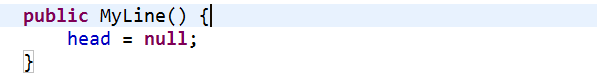 public MyLine() {
    head = null;
}